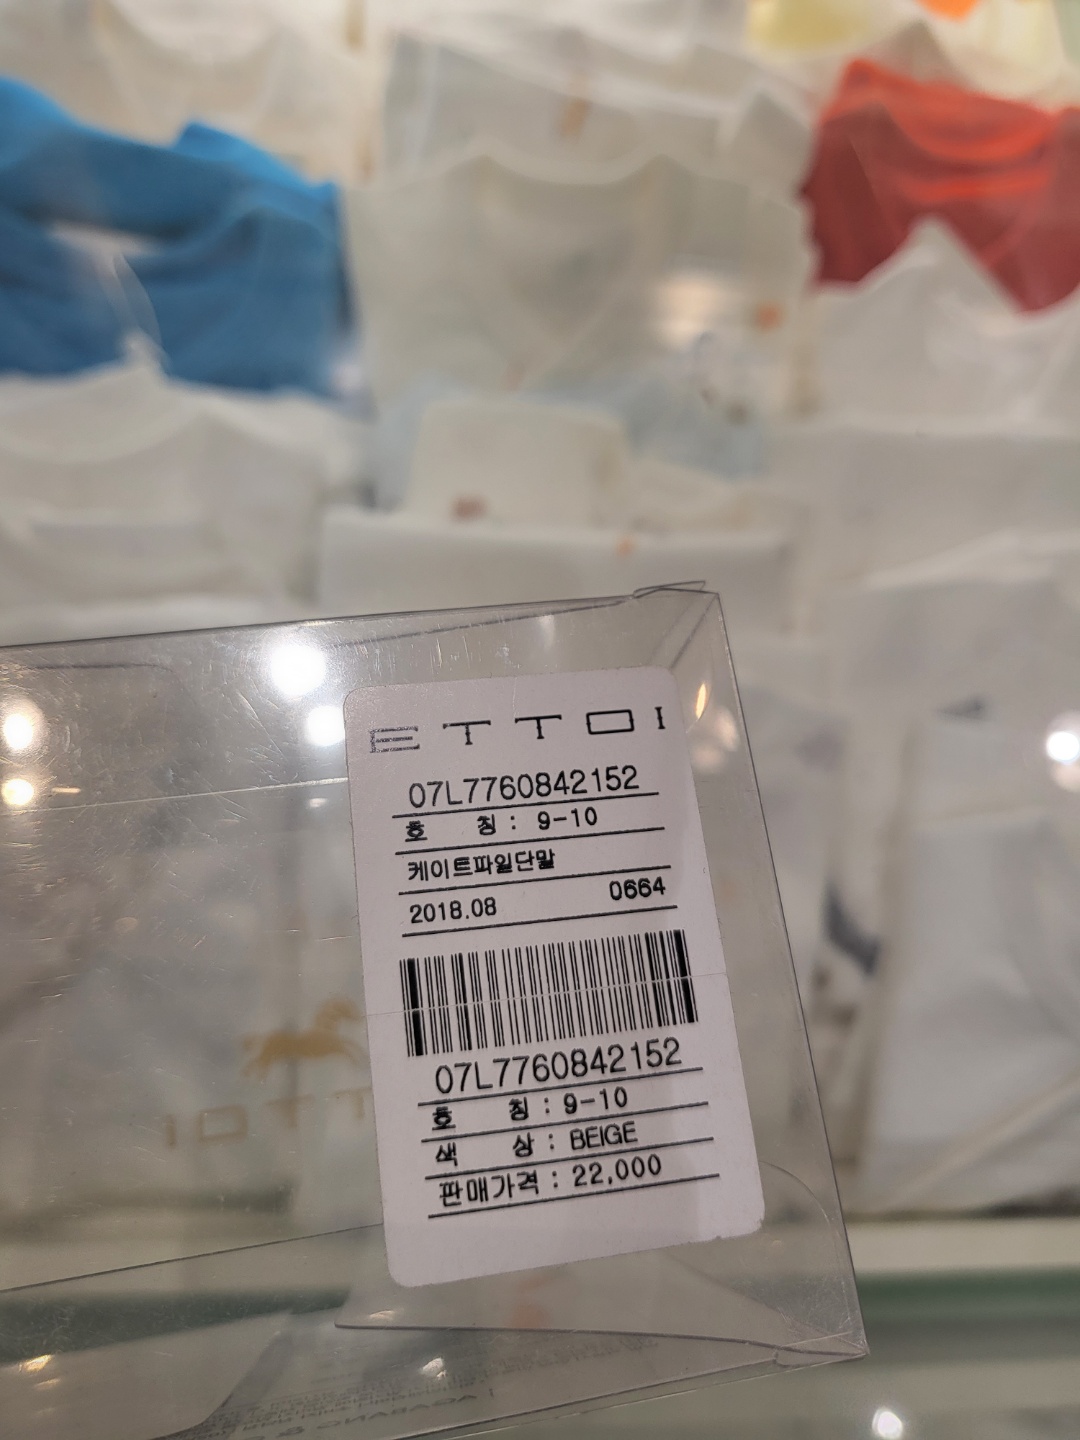 ETTOI
07L7760842152
호 칭 : 9-10
케이트파일단말
2018.08 0664
07L7760842152
호 칭 : 9-10
색 상 : BEIGE
판매가격 : 22,000
ETTOI